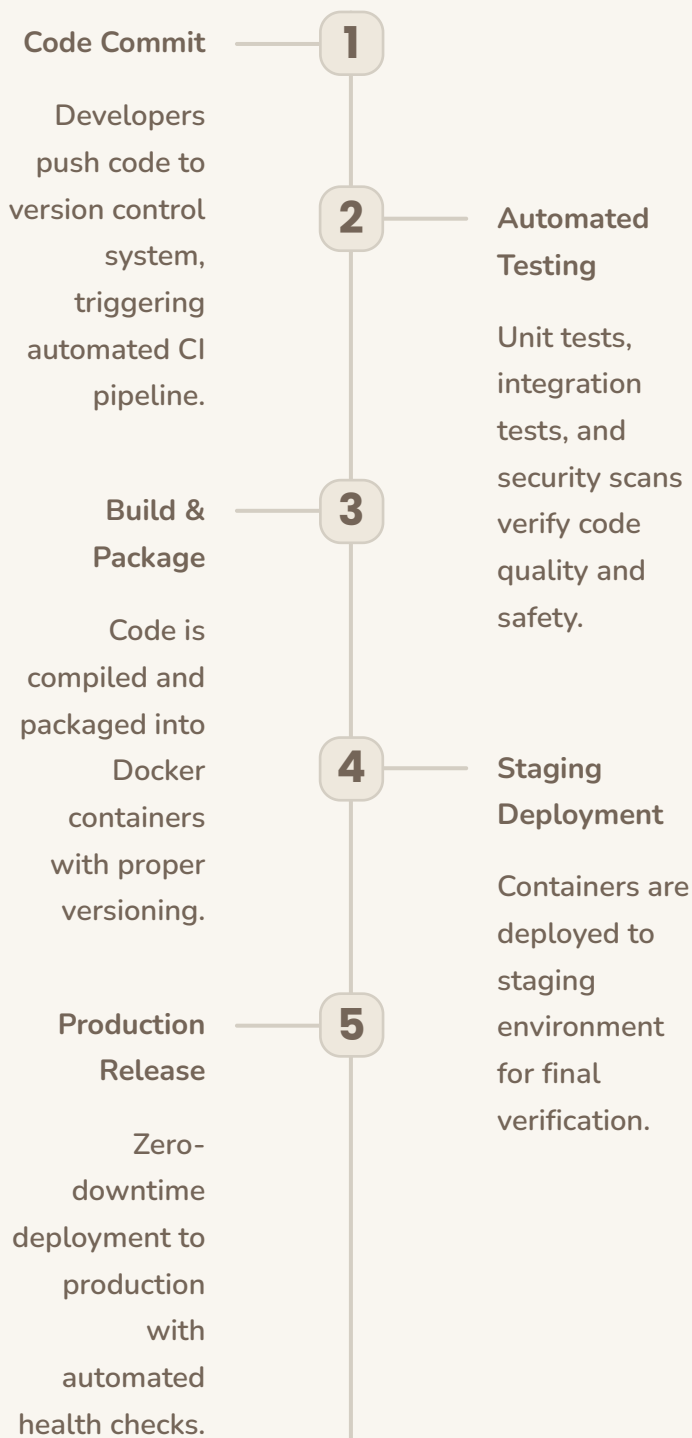 1
Code Commit
Developers
push code to
version control
system,
triggering
automated CI
pipeline.
2
Automated
Testing
Unit tests,
integration
tests, and
security scans
verify code
quality and
safety.
3
Build &
Package
Code is
compiled and
packaged into
Docker
containers
with proper
versioning.
4
Staging
Deployment
Containers are
deployed to
staging
environment
for final
verification.
5
Production
Release
Zero-
downtime
deployment to
production
with
automated
health checks.